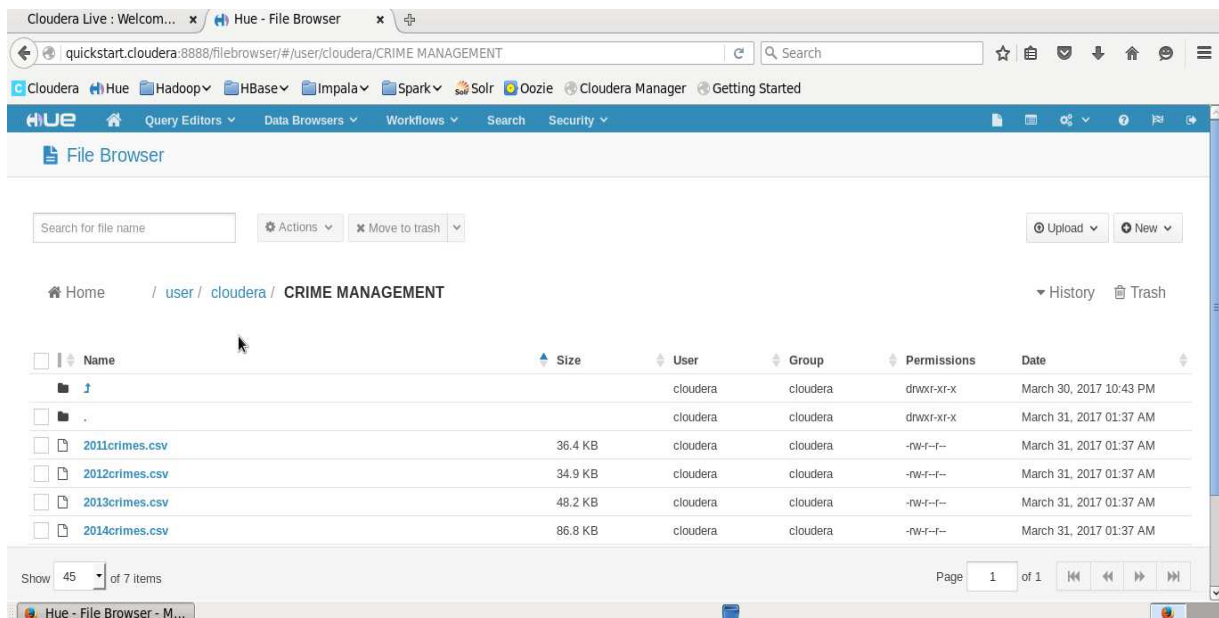 Cloudera Live : Welcom... × Hue - File Browser ×
quickstart.cloudera:8888/filebrowser/#/user/cloudera/CRIME MANAGEMENT Search
Cloudera Hue Hadoop HBase Impala Spark Solr Oozie Cloudera Manager Getting Started
HUE Query Editors Data Browsers Workflows Search Security
File Browser
Search for file name Actions Move to trash Upload New
Home / user / cloudera / CRIME MANAGEMENT History Trash
Name Size User Group Permissions Date
cloudera cloudera drwxr-xr-x March 30, 2017 10:43 PM
. cloudera cloudera drwxr-xr-x March 31, 2017 01:37 AM
2011crimes.csv 36.4 KB cloudera cloudera -rw-r--r-- March 31, 2017 01:37 AM
2012crimes.csv 34.9 KB cloudera cloudera -rw-r--r-- March 31, 2017 01:37 AM
2013crimes.csv 48.2 KB cloudera cloudera -rw-r--r-- March 31, 2017 01:37 AM
2014crimes.csv 86.8 KB cloudera cloudera -rw-r--r-- March 31, 2017 01:37 AM
Show 45 of 7 items Page 1 of 1
Hue - File Browser - M...